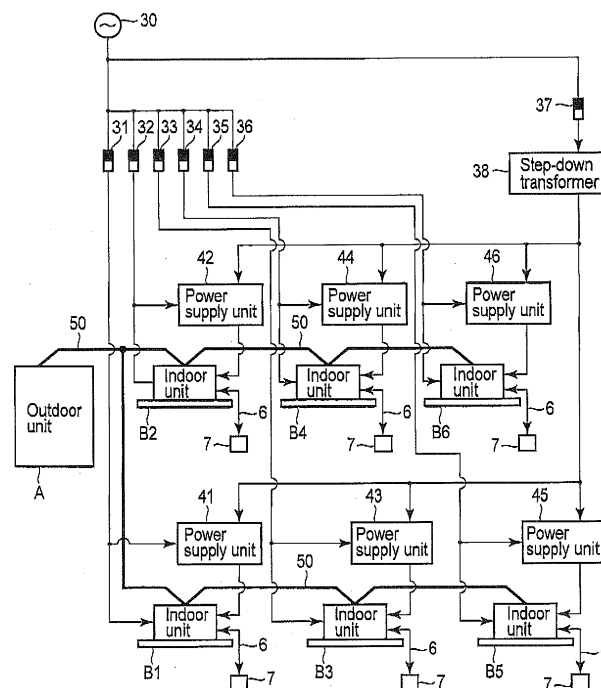 30
31
32
33
34
35
36
37
38
Step-down
transformer
42
44
46
Power
supply unit
Power
supply unit
Power
supply unit
50
50
Outdoor
unit
A
Indoor
unit
B2
6
7
Indoor
unit
B4
6
7
Indoor
unit
B6
6
7
41
43
45
Power
supply unit
Power
supply unit
Power
supply unit
50
Indoor
unit
B1
6
7
Indoor
unit
B3
6
7
Indoor
unit
B5
7